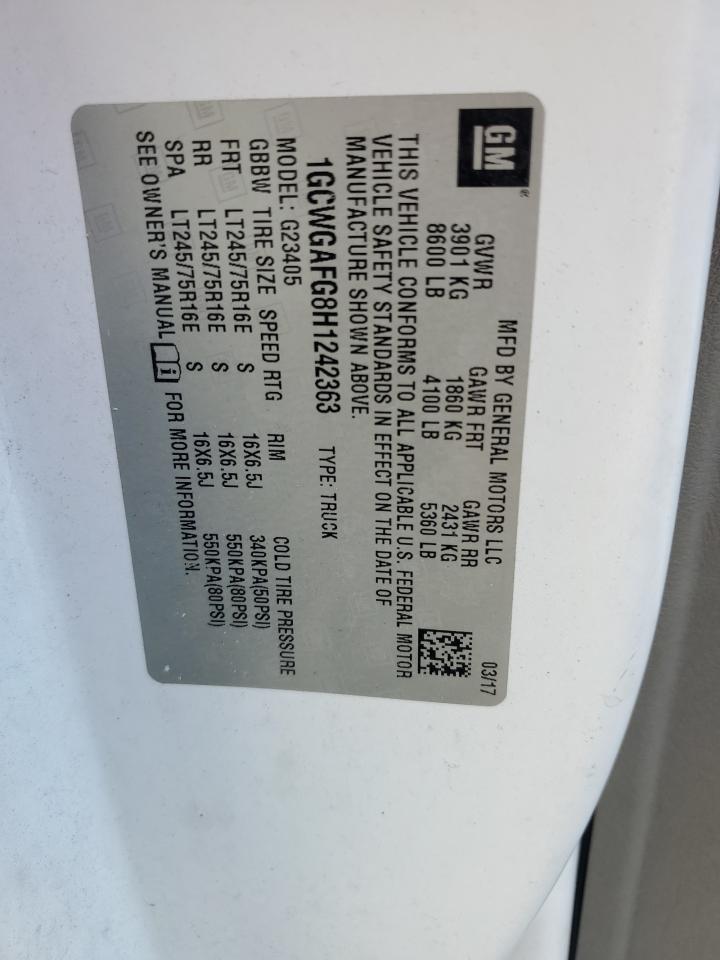 GM®
MFD BY GENERAL MOTORS LLC 03/17
GVWR GAWR FRT GAWR RR
3901 KG 1860 KG 2431 KG
8600 LB 4100 LB 5360 LB
THIS VEHICLE CONFORMS TO ALL APPLICABLE U.S. FEDERAL MOTOR
VEHICLE SAFETY STANDARDS IN EFFECT ON THE DATE OF
MANUFACTURE SHOWN ABOVE.
1GCWGAFG8H1242363 TYPE: TRUCK
MODEL: G23405
GBBW TIRE SIZE SPEED RTG RIM COLD TIRE PRESSURE
FRT LT245/75R16E S 16X6.5J 340KPA(50PSI)
RR LT245/75R16E S 16X6.5J 550KPA(80PSI)
SPA LT245/75R16E S 16X6.5J 550KPA(80PSI)
SEE OWNER'S MANUAL FOR MORE INFORMATION.